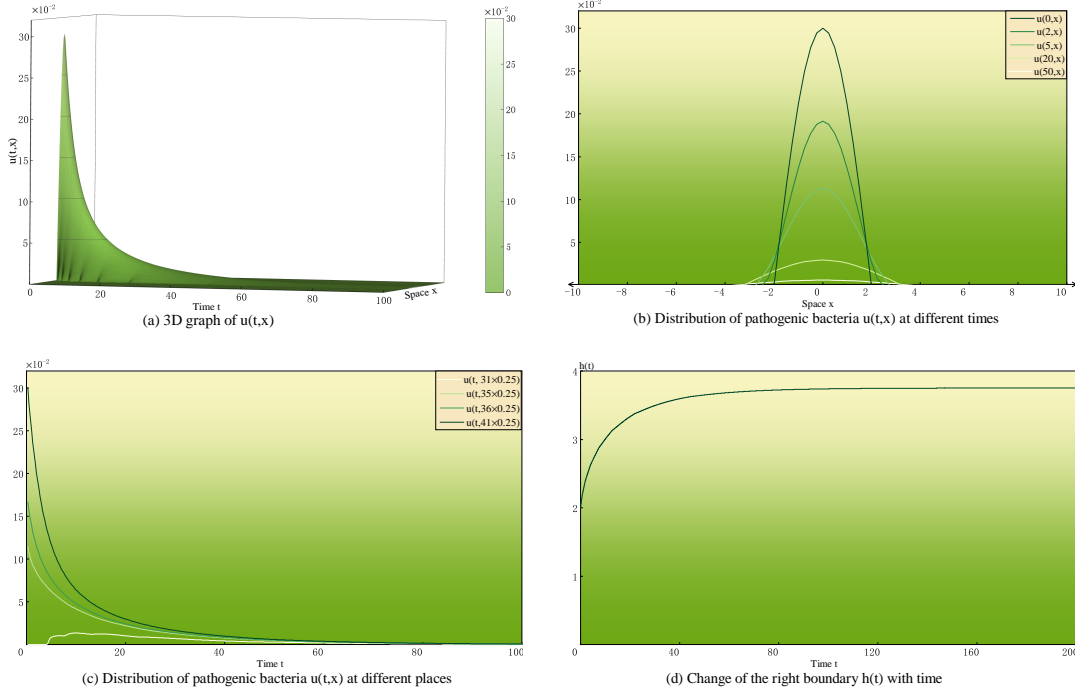 ×10⁻²
30
25
20
15
10
5
u(t,x)
0
20
40
60
80
100
Time t
Space x
×10⁻²
30
25
20
15
10
5
0
(a) 3D graph of u(t,x)
×10⁻²
30
20
10
u(0,x)
u(2,x)
u(5,x)
u(20,x)
u(50,x)
−10
−8
−6
−4
−2
0
2
4
6
8
10
Space x
(b) Distribution of pathogenic bacteria u(t,x) at different times
×10⁻²
30
25
20
15
10
5
u(t, 31×0.25)
u(t,35×0.25)
u(t,36×0.25)
u(t,41×0.25)
0
20
40
60
80
100
Time t
(c) Distribution of pathogenic bacteria u(t,x) at different places
h(t)
4
3
2
1
0
40
80
120
160
200
Time t
(d) Change of the right boundary h(t) with time